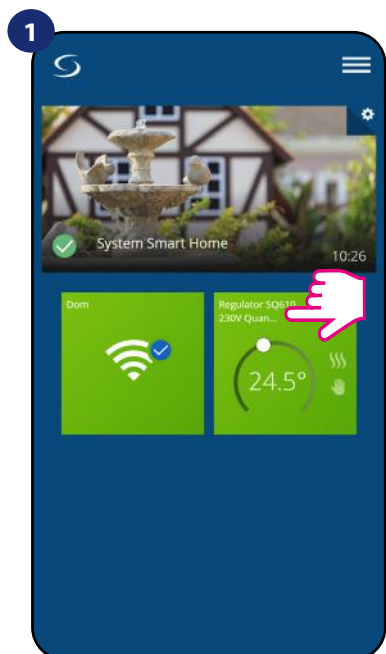 1
System Smart Home
10:26
Dom
Regulator SQ610
230V Quan...
24.5°